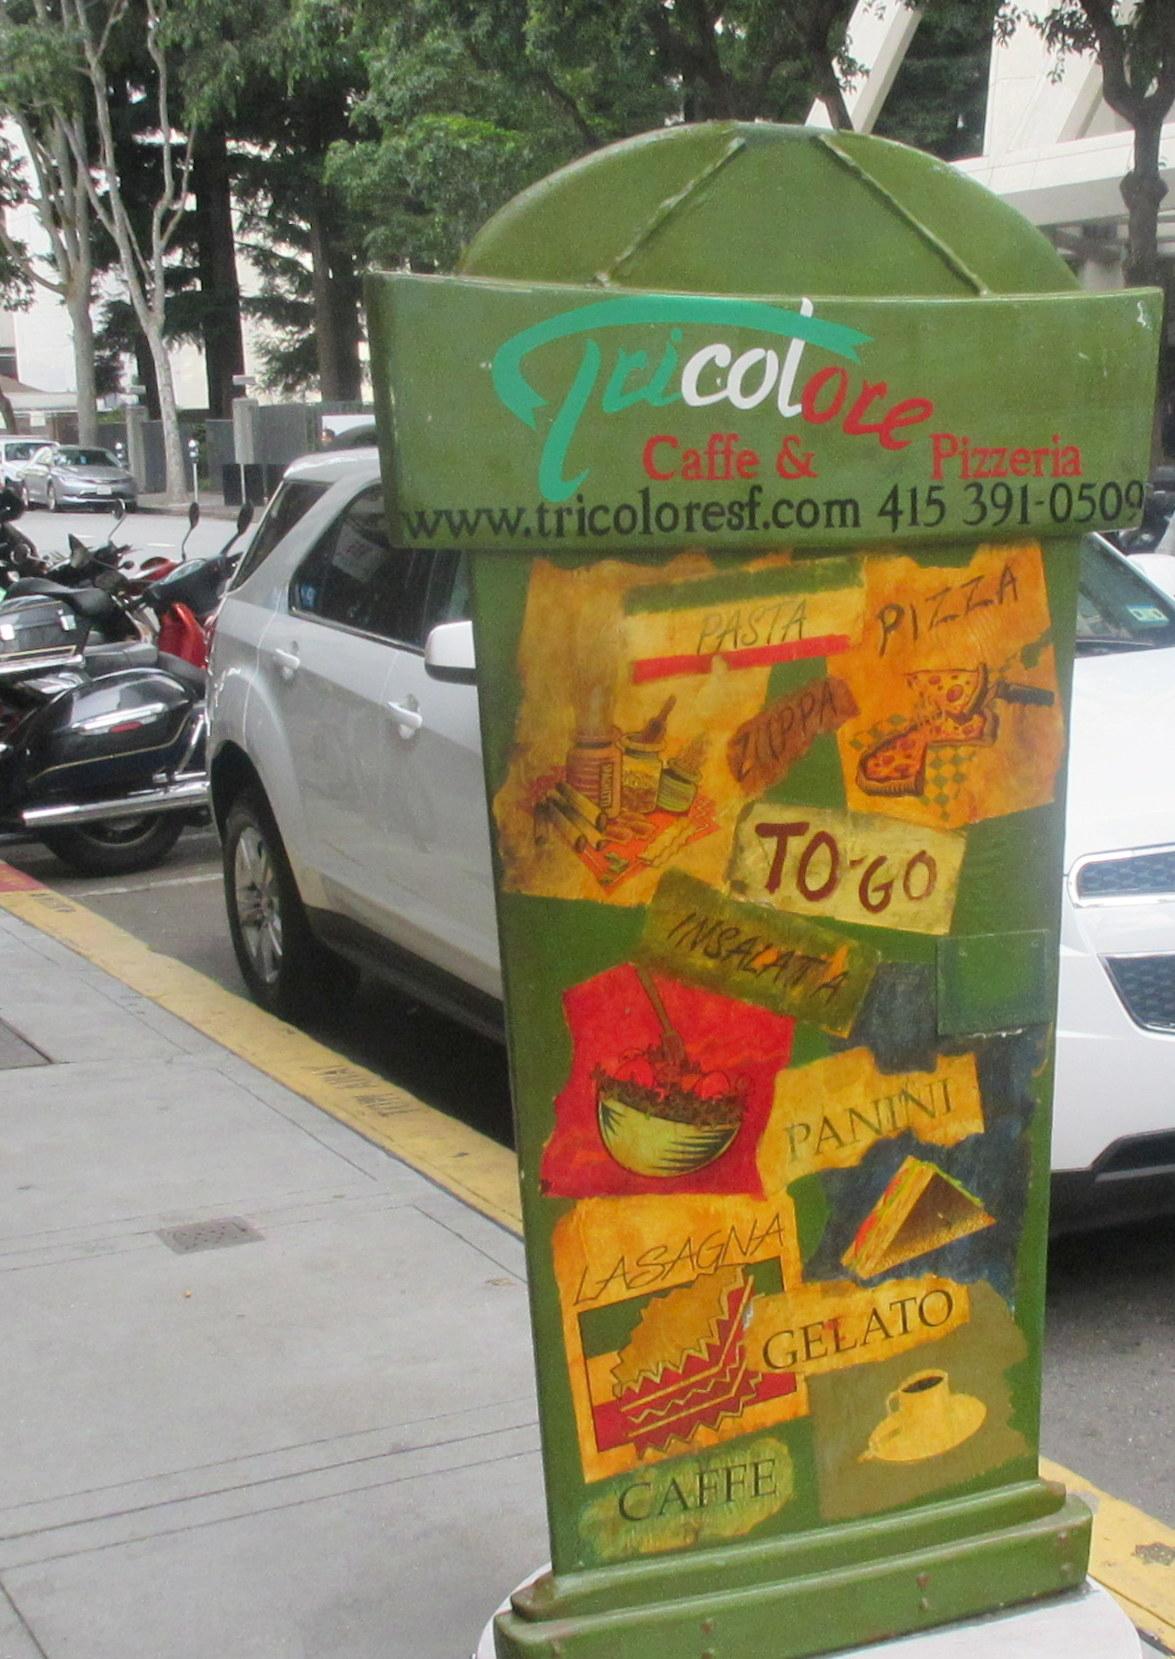 Tricolore
Caffe & Pizzeria
www.tricoloresf.com 415 391-0509
PASTA
PIZZA
ZUPPA
TO-GO
INSALATA
PANINI
LASAGNA
GELATO
CAFFE